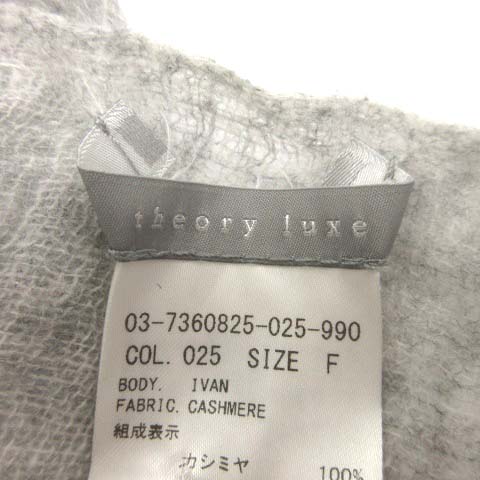 theory luxe
03-7360825-025-990
COL. 025 SIZE F
BODY. IVAN
FABRIC. CASHMERE
組成表示
カシミヤ 100%